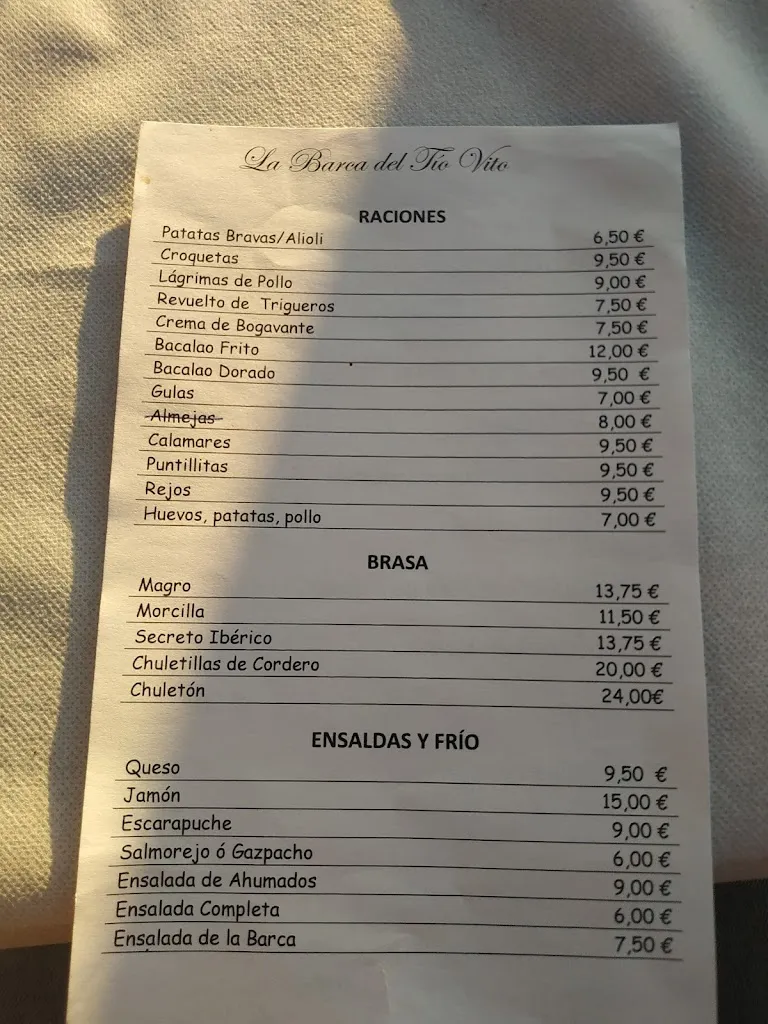 La Barca del Tío Vito
RACIONES
Patatas Bravas/Alioli 6,50 €
Croquetas 9,50 €
Lágrimas de Pollo 9,00 €
Revuelto de Trigueros 7,50 €
Crema de Bogavante 7,50 €
Bacalao Frito 12,00 €
Bacalao Dorado 9,50 €
Gulas 7,00 €
Almejas 8,00 €
Calamares 9,50 €
Puntillitas 9,50 €
Rejos 9,50 €
Huevos, patatas, pollo 7,00 €
BRASA
Magro 13,75 €
Morcilla 11,50 €
Secreto Ibérico 13,75 €
Chuletillas de Cordero 20,00 €
Chuletón 24,00€
ENSALDAS Y FRÍO
Queso 9,50 €
Jamón 15,00 €
Escarapuche 9,00 €
Salmorejo ó Gazpacho 6,00 €
Ensalada de Ahumados 9,00 €
Ensalada Completa 6,00 €
Ensalada de la Barca 7,50 €